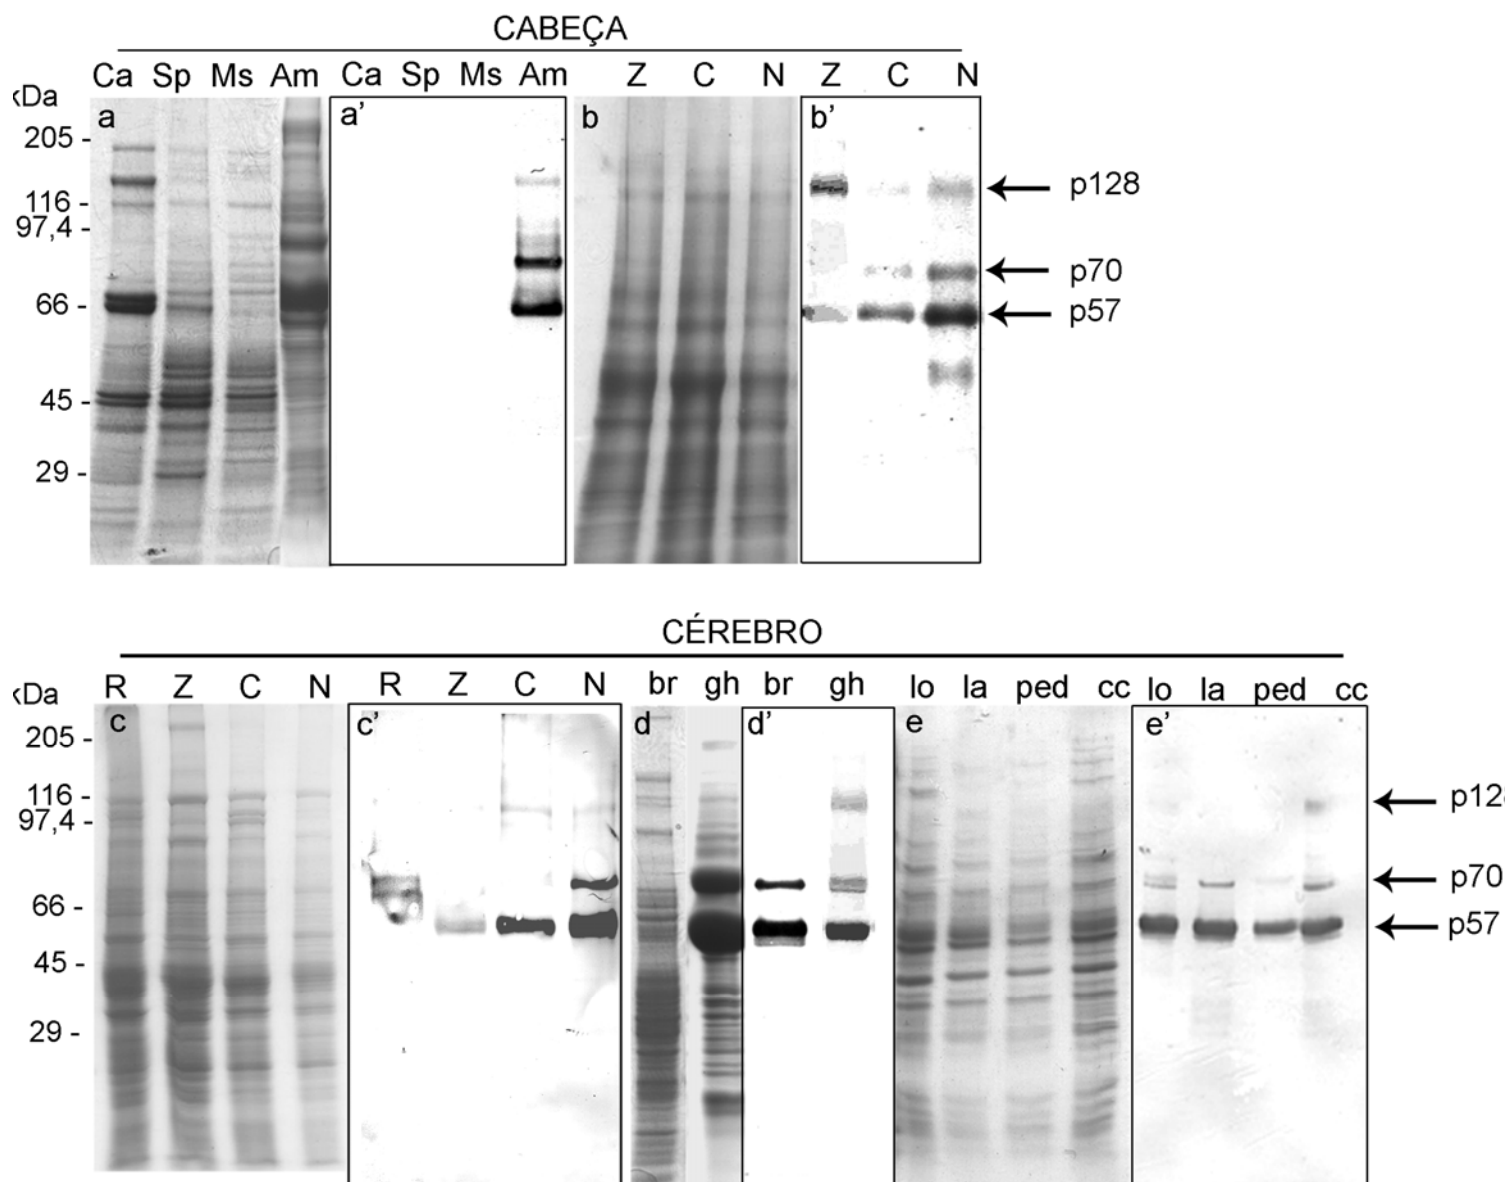 CABEÇA
Ca Sp Ms Am Ca Sp Ms Am Z C N Z C N
kDa
a a' b b'
205 -
116 -
97,4 -
66 -
45 -
29 -
p128
p70
p57
CÉREBRO
R Z C N R Z C N br gh br gh lo la ped cc lo la ped cc
kDa
c c' d d' e e'
205 -
116 -
97,4 -
66 -
45 -
29 -
p128
p70
p57